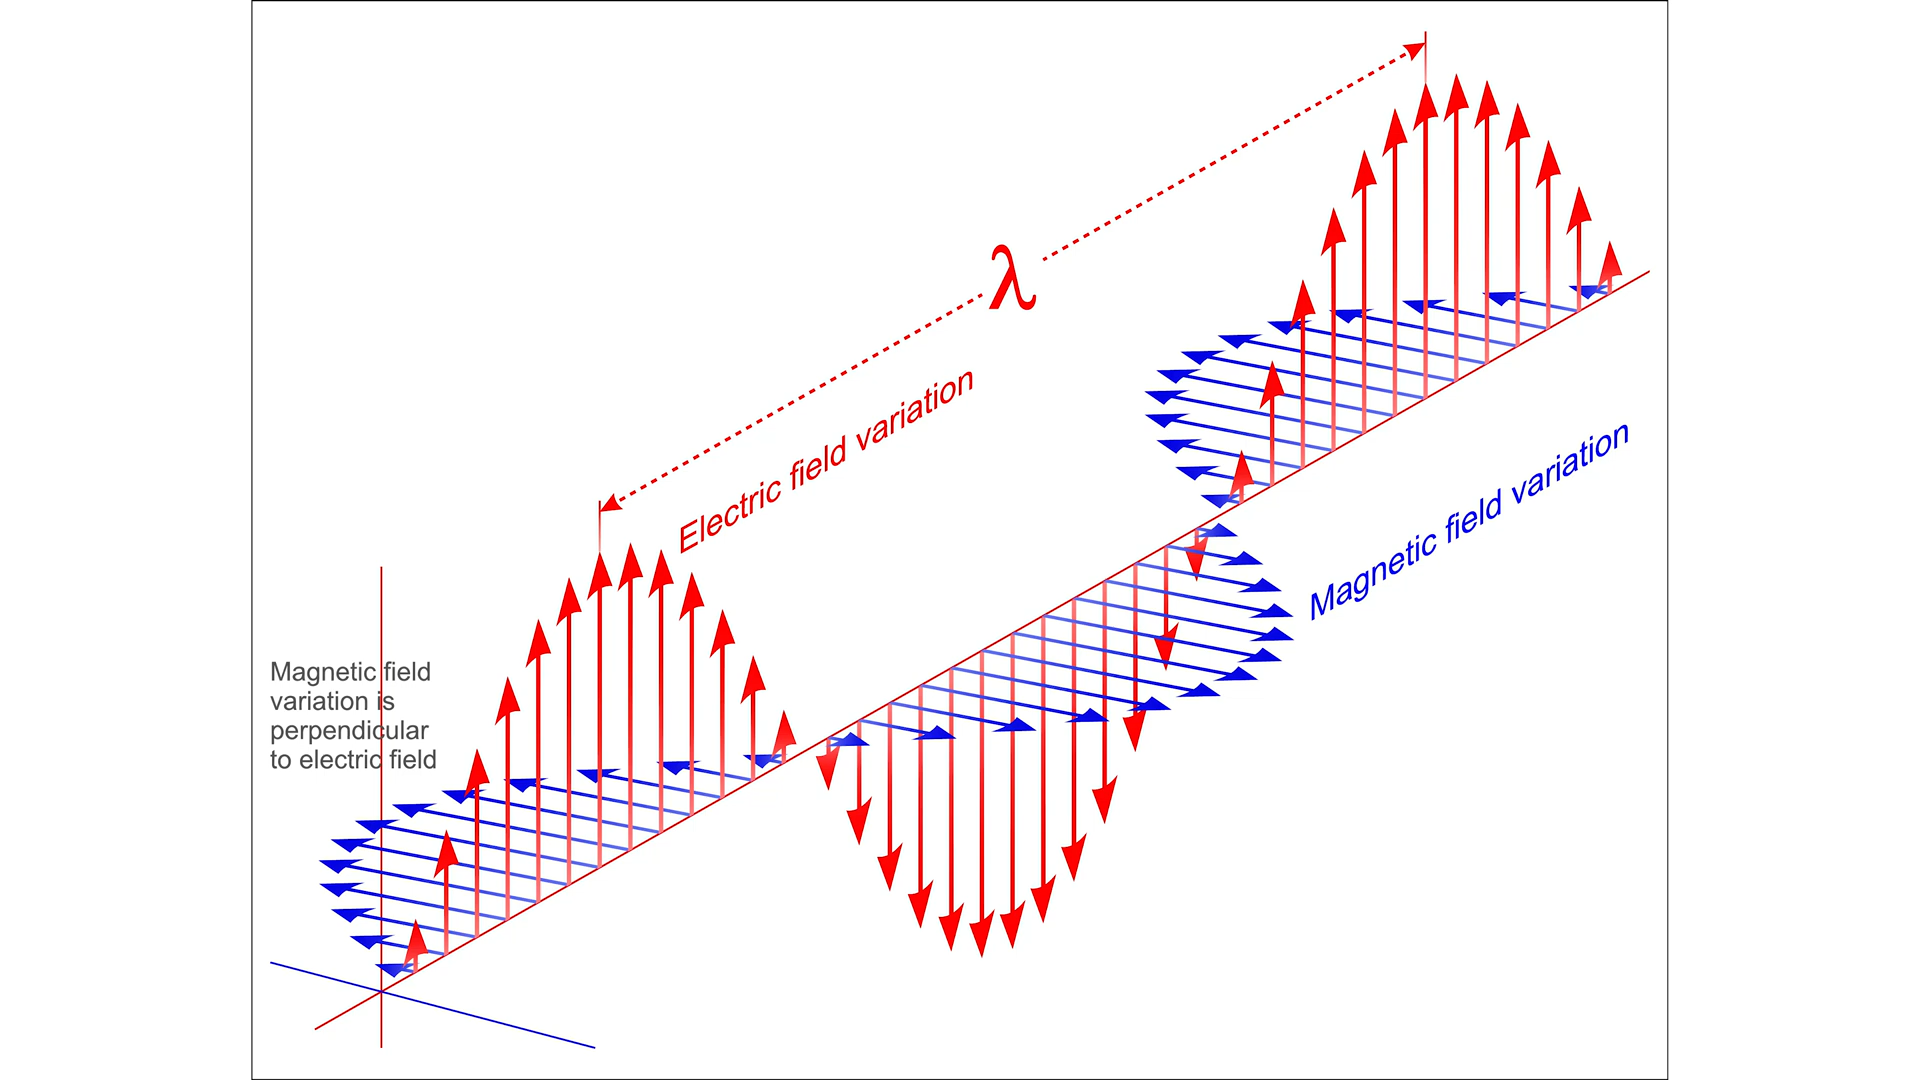 λ
Electric field variation
Magnetic field variation
Magnetic field
variation is
perpendicular
to electric field